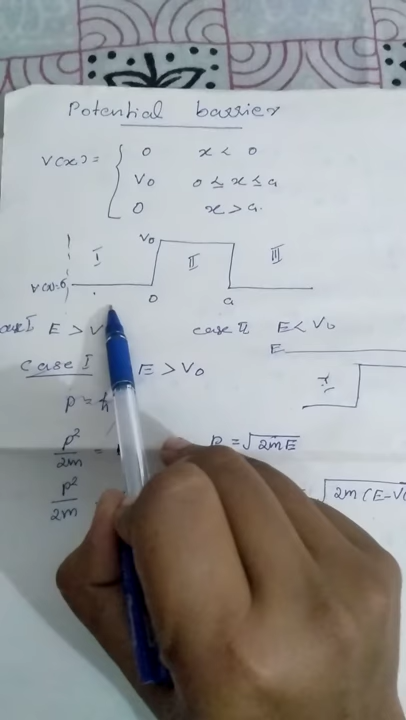 Potential barrier
V(x) = { 0 x < 0
V₀ 0 ≤ x ≤ a
0 x > a.
V₀ I II III
V(x)=0 0 a
Case I E > V case II E < V₀
E
Case I E > V₀
I
P = ħ
p²/2m = P = √2mE
p²/2m = √2m(E-V₀